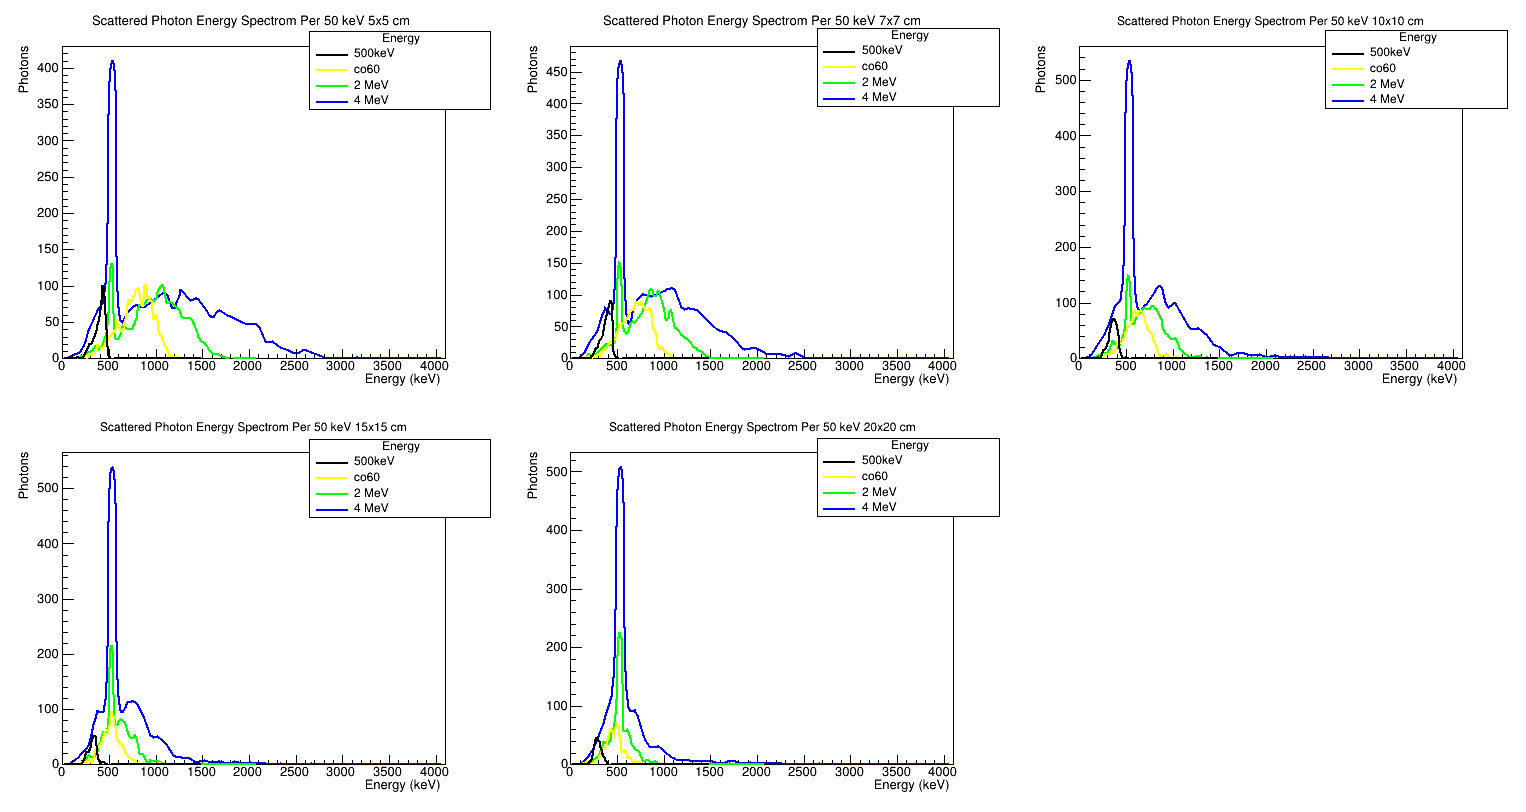 Scattered Photon Energy Spectrom Per 50 keV 5x5 cm
Energy
500keV
co60
2 MeV
4 MeV
Photons
400
350
300
250
200
150
100
50
0
0 500 1000 1500 2000 2500 3000 3500 4000
Energy (keV)
Scattered Photon Energy Spectrom Per 50 keV 7x7 cm
Energy
500keV
co60
2 MeV
4 MeV
Photons
450
400
350
300
250
200
150
100
50
0
0 500 1000 1500 2000 2500 3000 3500 4000
Energy (keV)
Scattered Photon Energy Spectrom Per 50 keV 10x10 cm
Energy
500keV
co60
2 MeV
4 MeV
Photons
500
400
300
200
100
0
0 500 1000 1500 2000 2500 3000 3500 4000
Energy (keV)
Scattered Photon Energy Spectrom Per 50 keV 15x15 cm
Energy
500keV
co60
2 MeV
4 MeV
Photons
500
400
300
200
100
0
0 500 1000 1500 2000 2500 3000 3500 4000
Energy (keV)
Scattered Photon Energy Spectrom Per 50 keV 20x20 cm
Energy
500keV
co60
2 MeV
4 MeV
Photons
500
400
300
200
100
0
0 500 1000 1500 2000 2500 3000 3500 4000
Energy (keV)